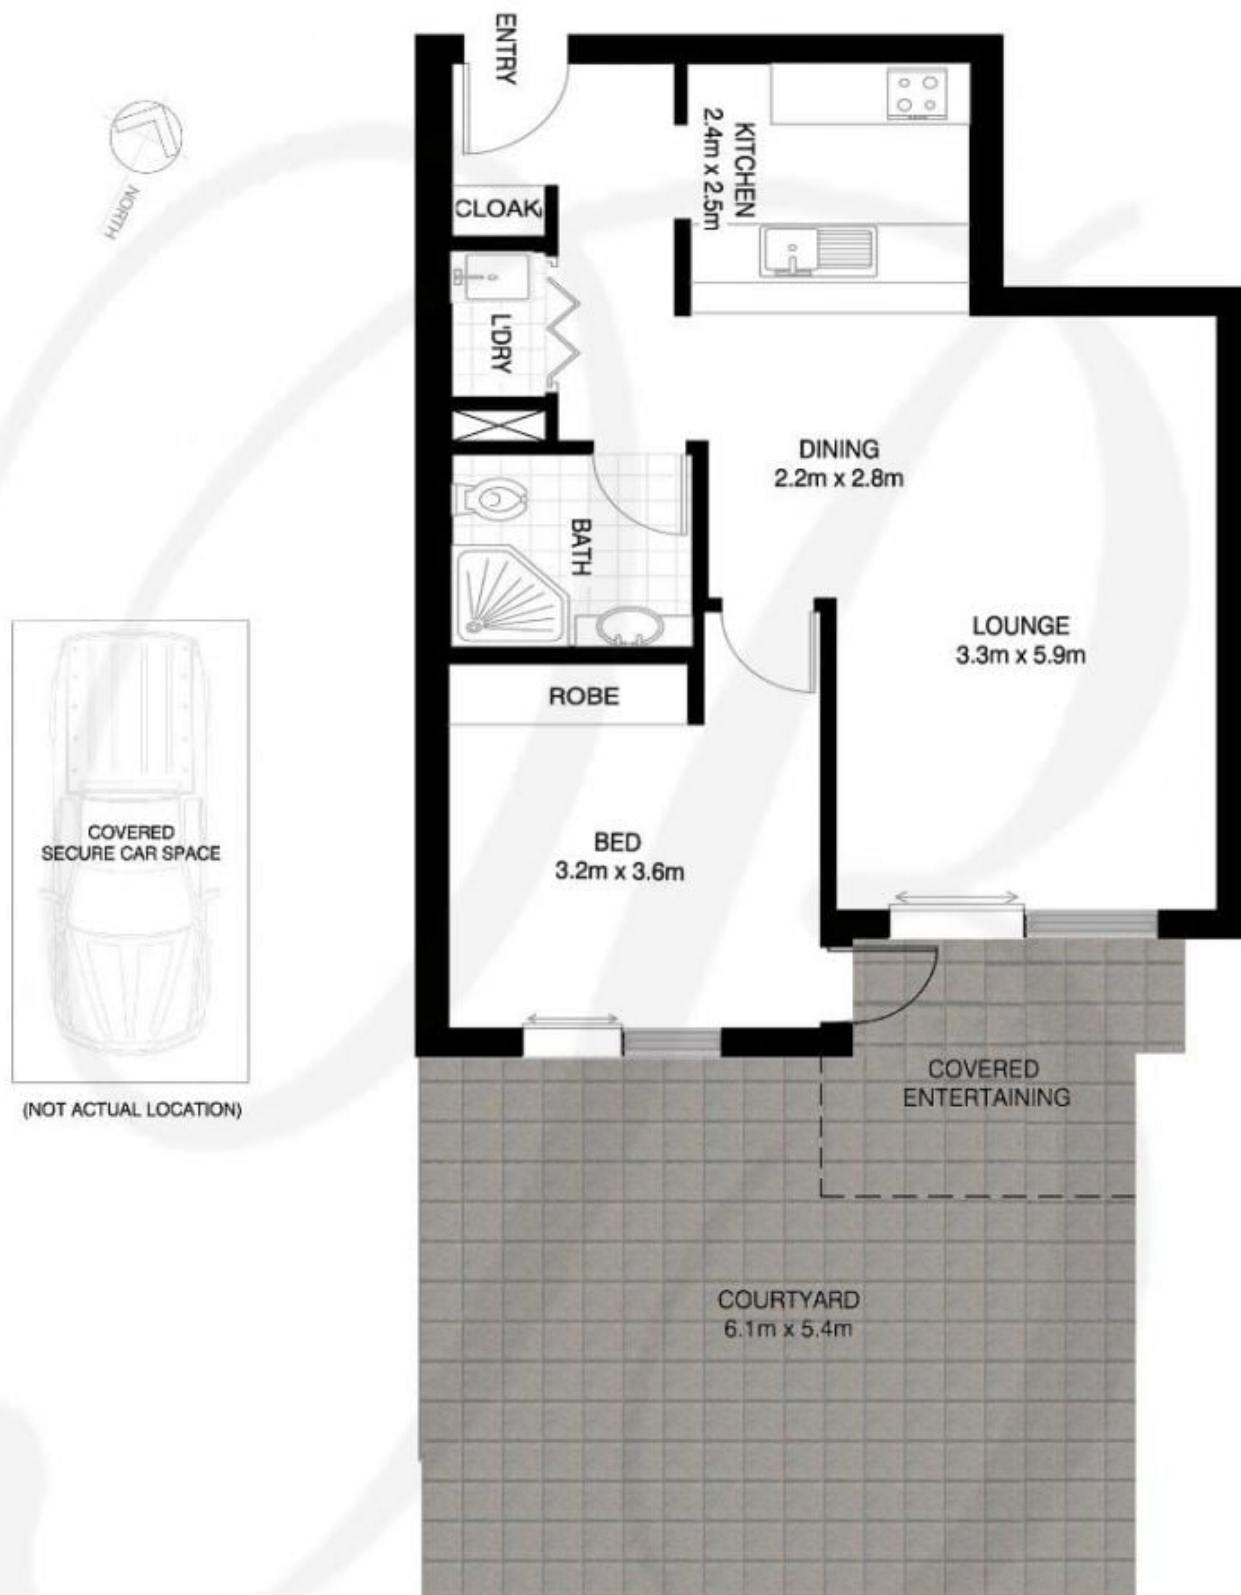 ENTRY
KITCHEN
2.4m x 2.5m
NORTH
CLOAK
L'DRY
DINING
2.2m x 2.8m
BATH
LOUNGE
3.3m x 5.9m
ROBE
BED
3.2m x 3.6m
COVERED
SECURE CAR SPACE
(NOT ACTUAL LOCATION)
COVERED
ENTERTAINING
COURTYARD
6.1m x 5.4m